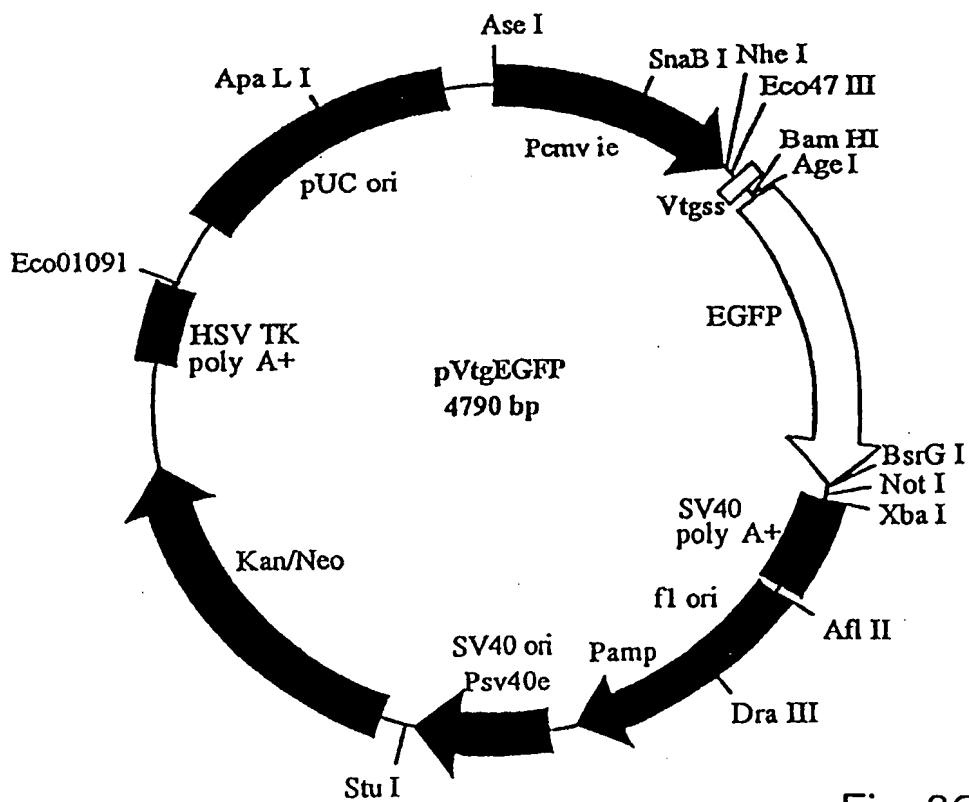 Ase I
SnaB I
Nhe I
Eco47 III
Bam HI
Age I
Apa L I
Pcmv ie
pUC ori
Vtgss
Eco01091
EGFP
HSV TK
poly A+
pVtgEGFP
4790 bp
BsrG I
Not I
Xba I
SV40
poly A+
Kan/Neo
f1 ori
Afl II
SV40 ori
Psv40e
Pamp
Dra III
Stu I